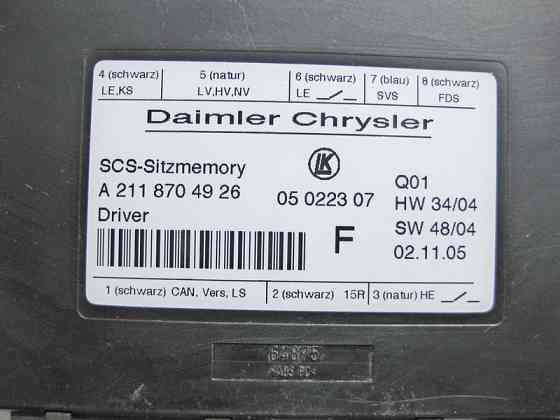 4 (schwarz) 5 (natur) 6 (schwarz) 7 (blau) 8 (schwarz)
LE,KS LV,HV,NV LE SVS FDS
Daimler Chrysler
SCS-Sitzmemory LK Q01
A 211 870 49 26 05 0223 07 HW 34/04
Driver F SW 48/04
02.11.05
1 (schwarz) CAN, Vers, LS 2 (schwarz) 15R 3 (natur) HE